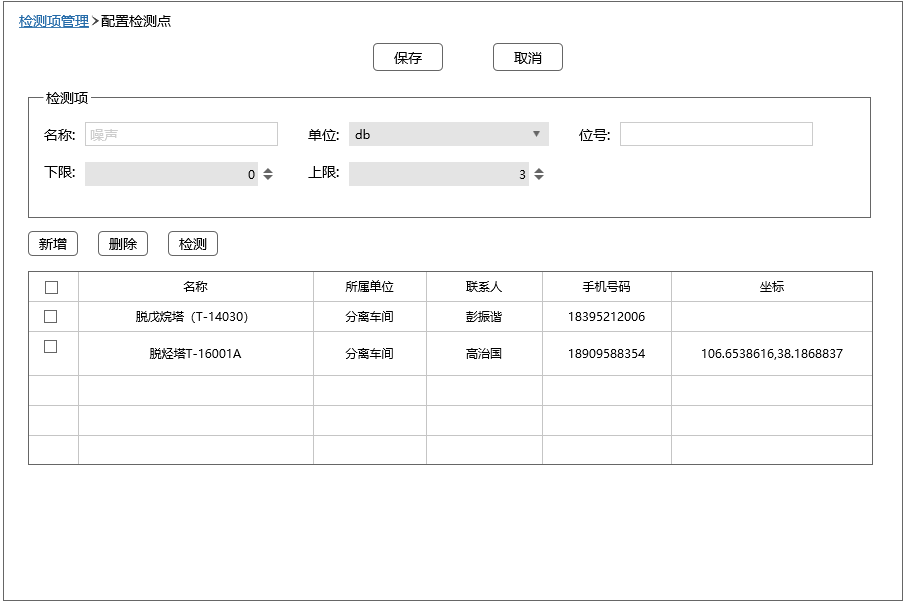 检测项管理>配置检测点
保存 取消
检测项
名称: 噪声 单位: db 位号:
下限: 0 上限: 3
新增 删除 检测
名称 所属单位 联系人 手机号码 坐标
脱戊烷塔（T-14030） 分离车间 彭振谐 18395212006
脱烃塔T-16001A 分离车间 高治国 18909588354 106.6538616,38.1868837